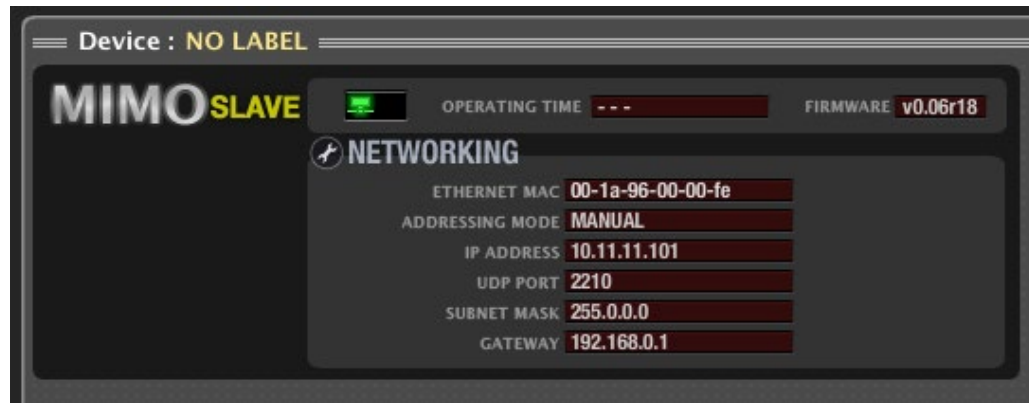 Device : NO LABEL
MIMO SLAVE
OPERATING TIME - - - FIRMWARE v0.06r18
NETWORKING
ETHERNET MAC 00-1a-96-00-00-fe
ADDRESSING MODE MANUAL
IP ADDRESS 10.11.11.101
UDP PORT 2210
SUBNET MASK 255.0.0.0
GATEWAY 192.168.0.1